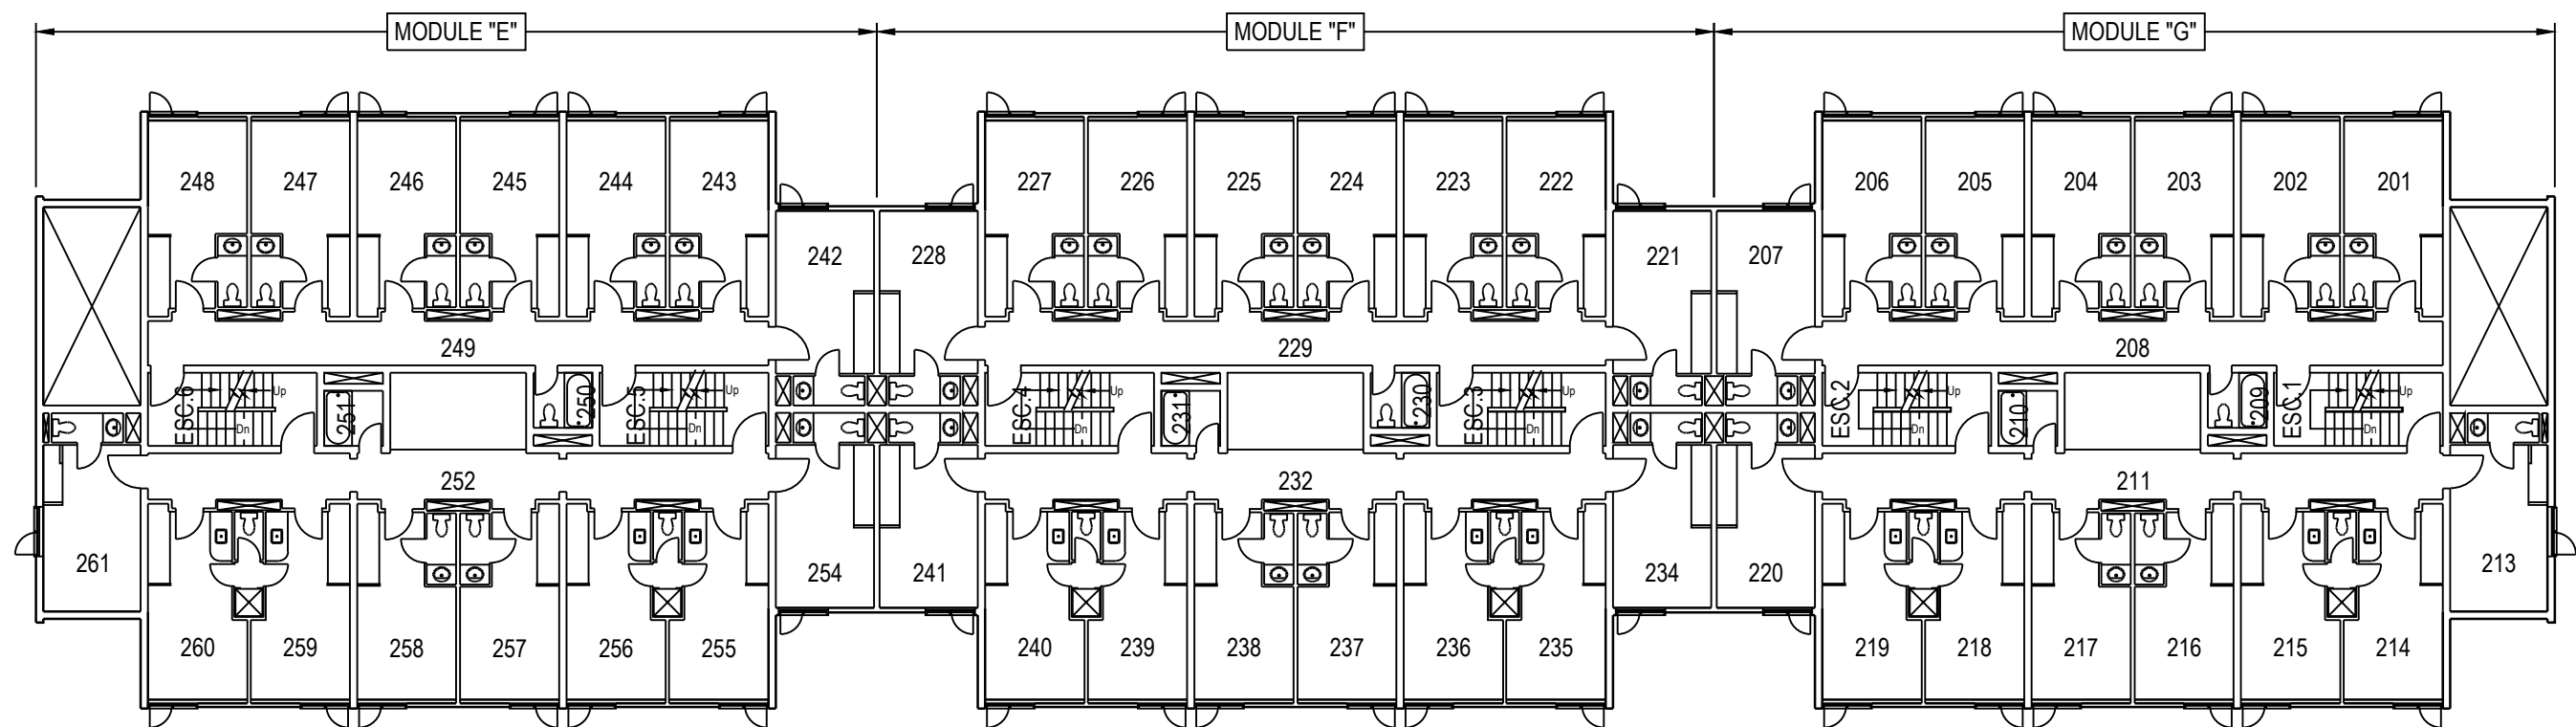 MODULE "E" MODULE "F" MODULE "G"
248 247 246 245 244 243 227 226 225 224 223 222 206 205 204 203 202 201
242 228 221 207
249 229 208
ESC.6 Up Dn 251 250 ESC.5 Up Dn ESC.4 Up Dn 231 230 ESC.3 Up Dn ESC.2 Up Dn 210 209 ESC.1 Up Dn
252 232 211
261 254 241 234 220 213
260 259 258 257 256 255 240 239 238 237 236 235 219 218 217 216 215 214